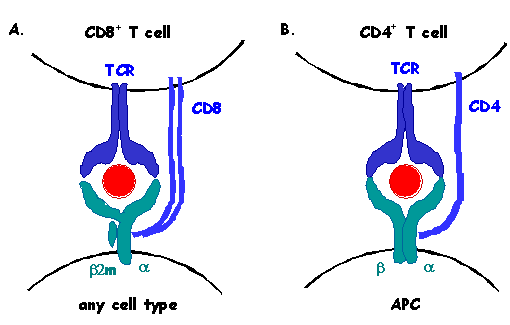 A.
CD8⁺ T cell
TCR
CD8
β2m
α
any cell type
B.
CD4⁺ T cell
TCR
CD4
β
α
APC